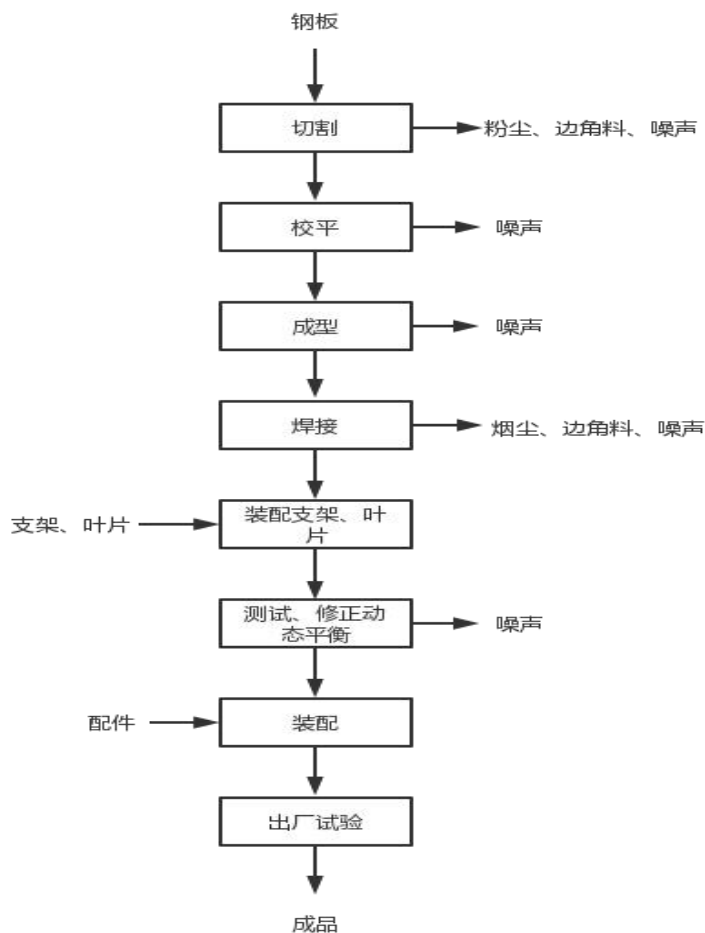 钢板
切割
粉尘、边角料、噪声
校平
噪声
成型
噪声
焊接
烟尘、边角料、噪声
支架、叶片
装配支架、叶
片
测试、修正动
态平衡
噪声
配件
装配
出厂试验
成品